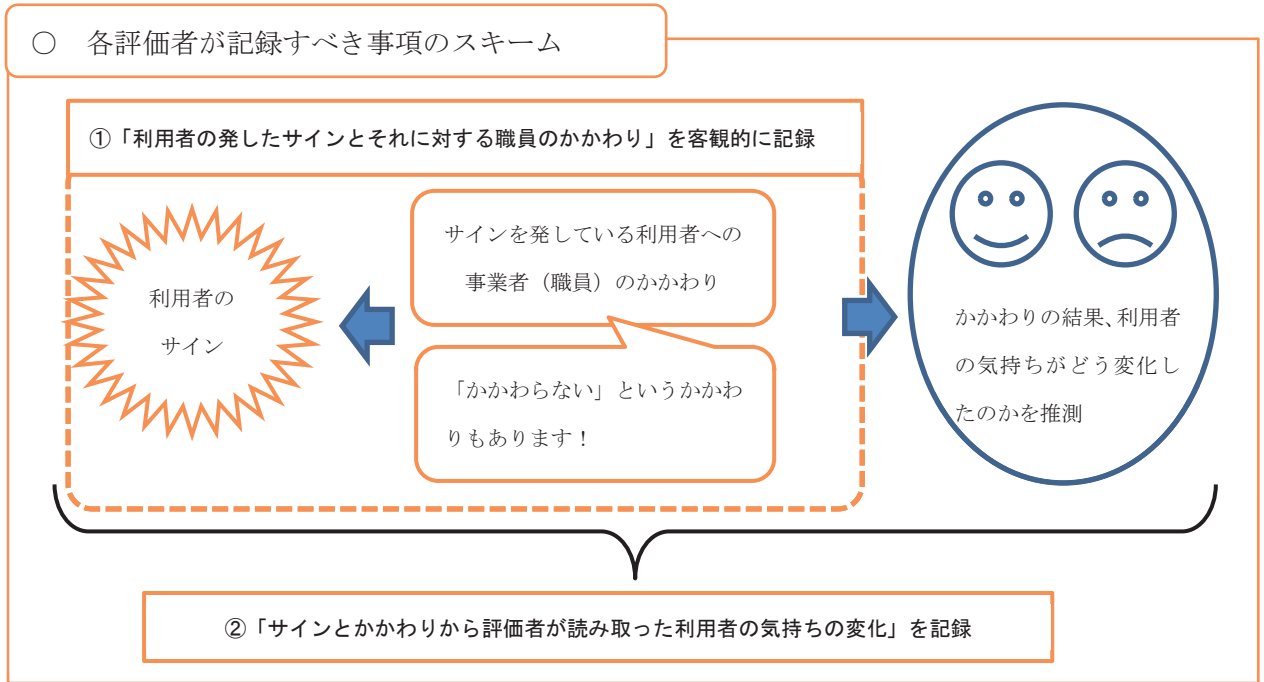 ○　各評価者が記録すべき事項のスキーム
①「利用者の発したサインとそれに対する職員のかかわり」を客観的に記録
利用者の
サイン
サインを発している利用者への
事業者（職員）のかかわり
「かかわらない」というかかわ
りもあります！
かかわりの結果、利用者
の気持ちがどう変化し
たのかを推測
②「サインとかかわりから評価者が読み取った利用者の気持ちの変化」を記録